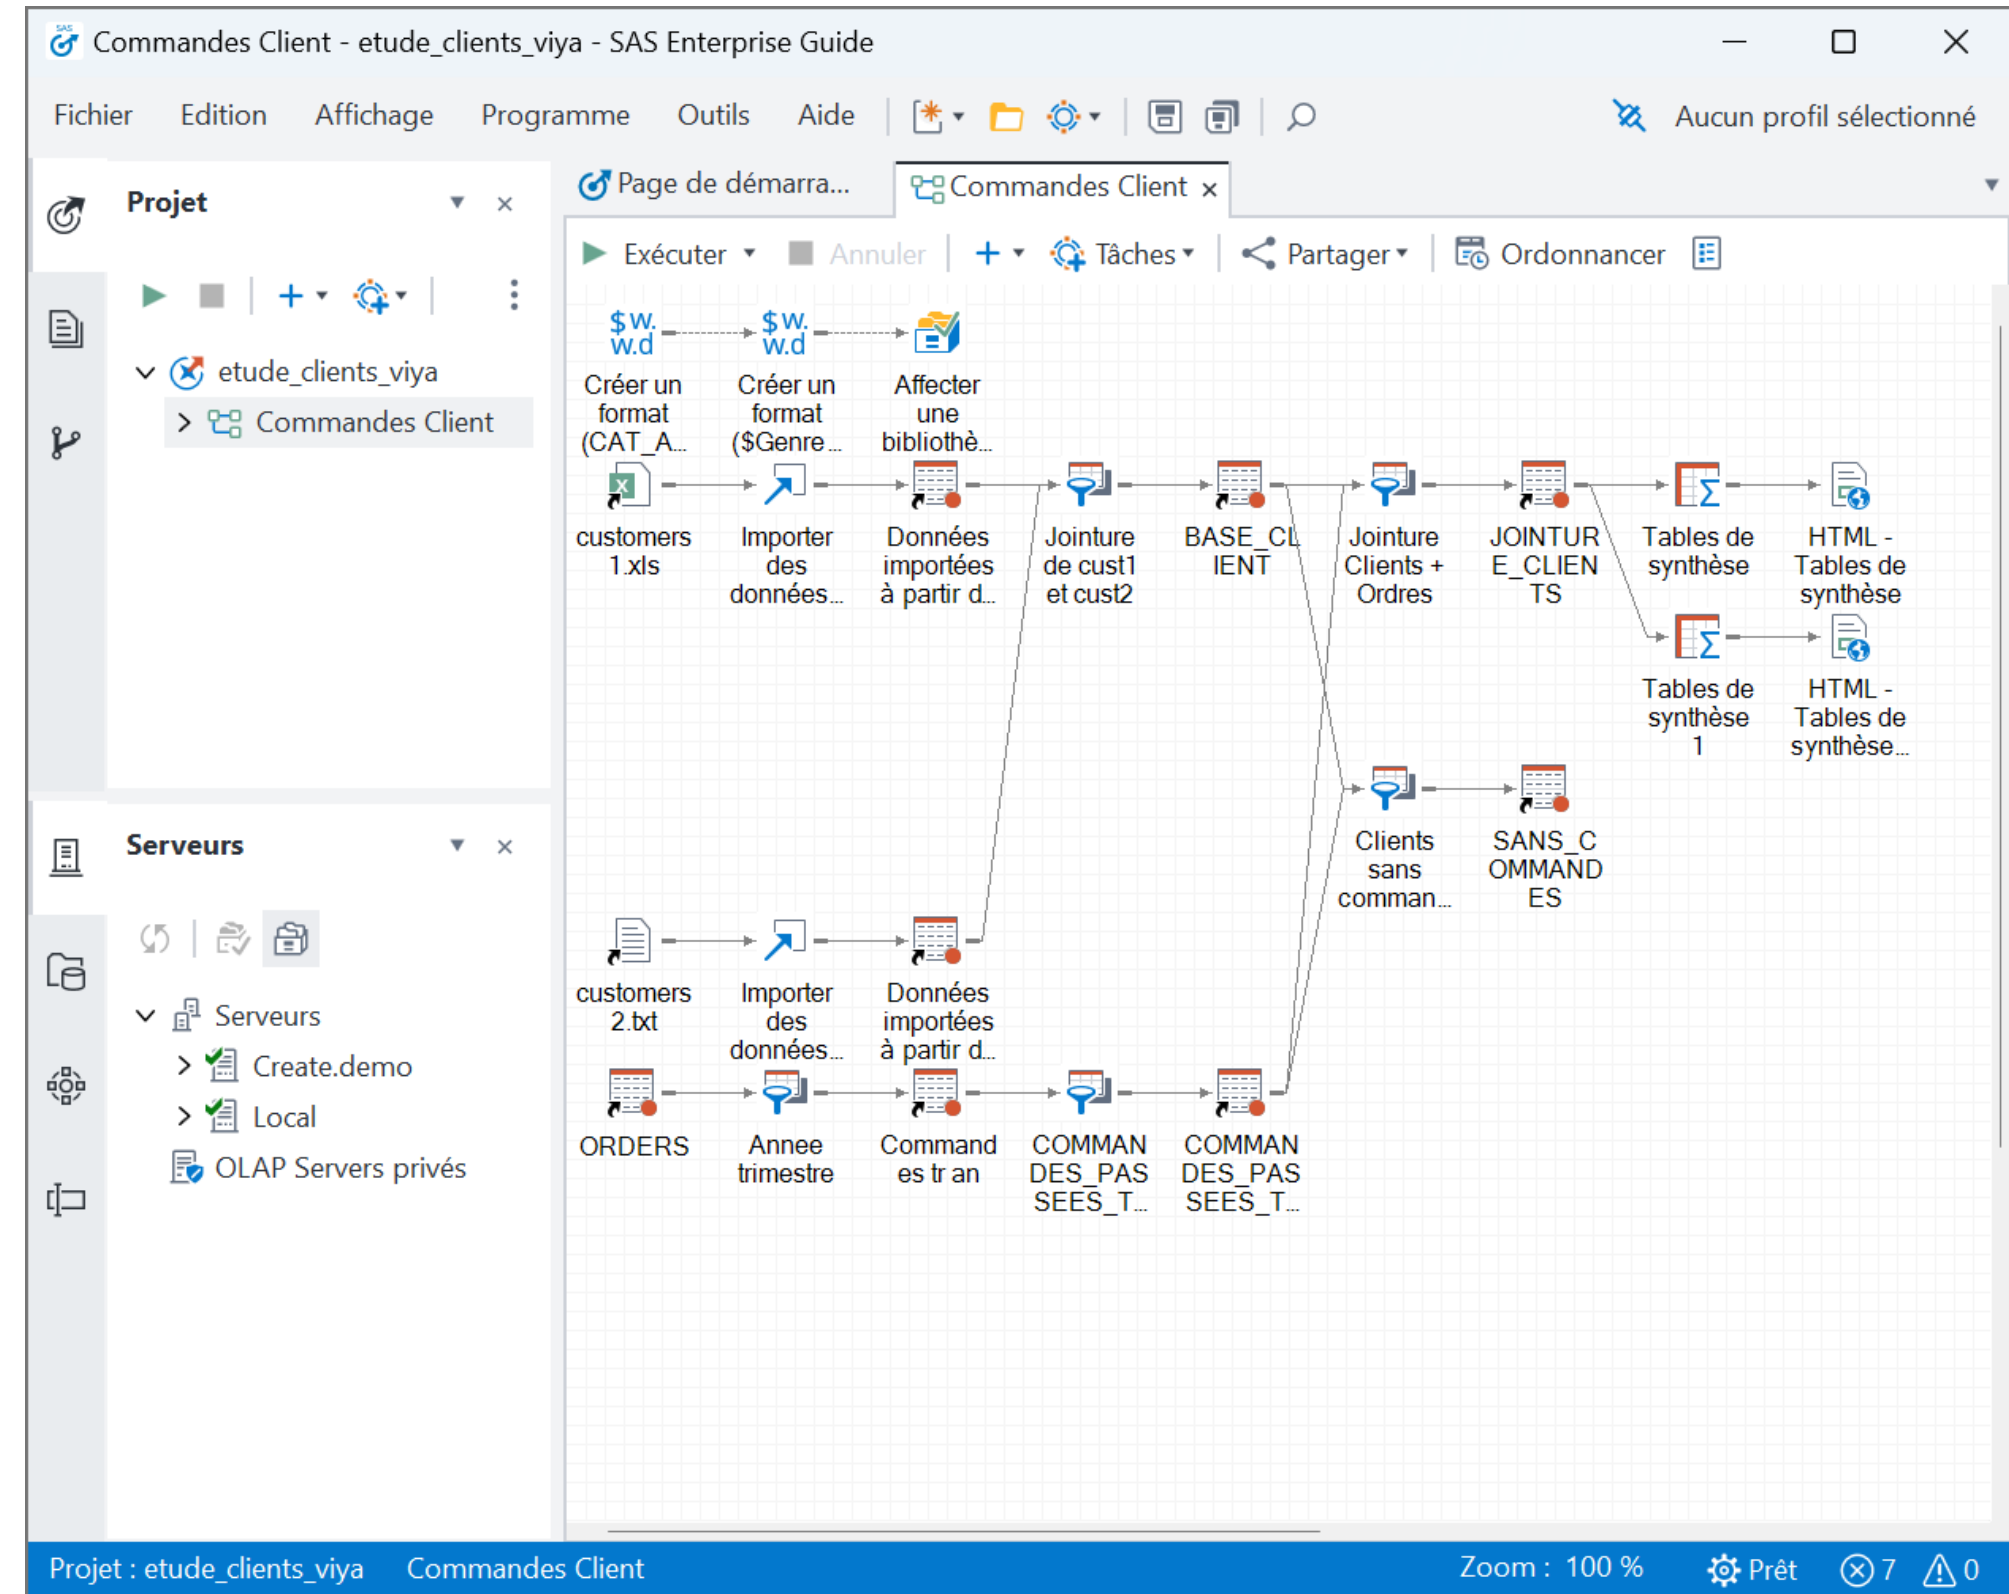 Commandes Client - etude_clients_viya - SAS Enterprise Guide
Fichier Edition Affichage Programme Outils Aide
Aucun profil sélectionné
Projet
etude_clients_viya
Commandes Client
Serveurs
Serveurs
Create.demo
Local
OLAP Servers privés
Page de démarra...
Commandes Client
Exécuter Annuler Tâches Partager Ordonnancer
$w.
w.d
$w.
w.d
Créer un
format
(CAT_A...
Créer un
format
($Genre...
Affecter
une
bibliothè...
customers
1.xls
Importer
des
données...
Données
importées
à partir d...
Jointure
de cust1
et cust2
BASE_CL
IENT
Jointure
Clients +
Ordres
JOINTUR
E_CLIEN
TS
Tables de
synthèse
HTML -
Tables de
synthèse
Tables de
synthèse
1
HTML -
Tables de
synthèse...
Clients
sans
comman...
SANS_C
OMMAND
ES
customers
2.txt
Importer
des
données...
Données
importées
à partir d...
ORDERS
Annee
trimestre
Command
es tr an
COMMAN
DES_PAS
SEES_T...
COMMAN
DES_PAS
SEES_T...
Projet : etude_clients_viya Commandes Client
Zoom : 100 % Prêt 7 0